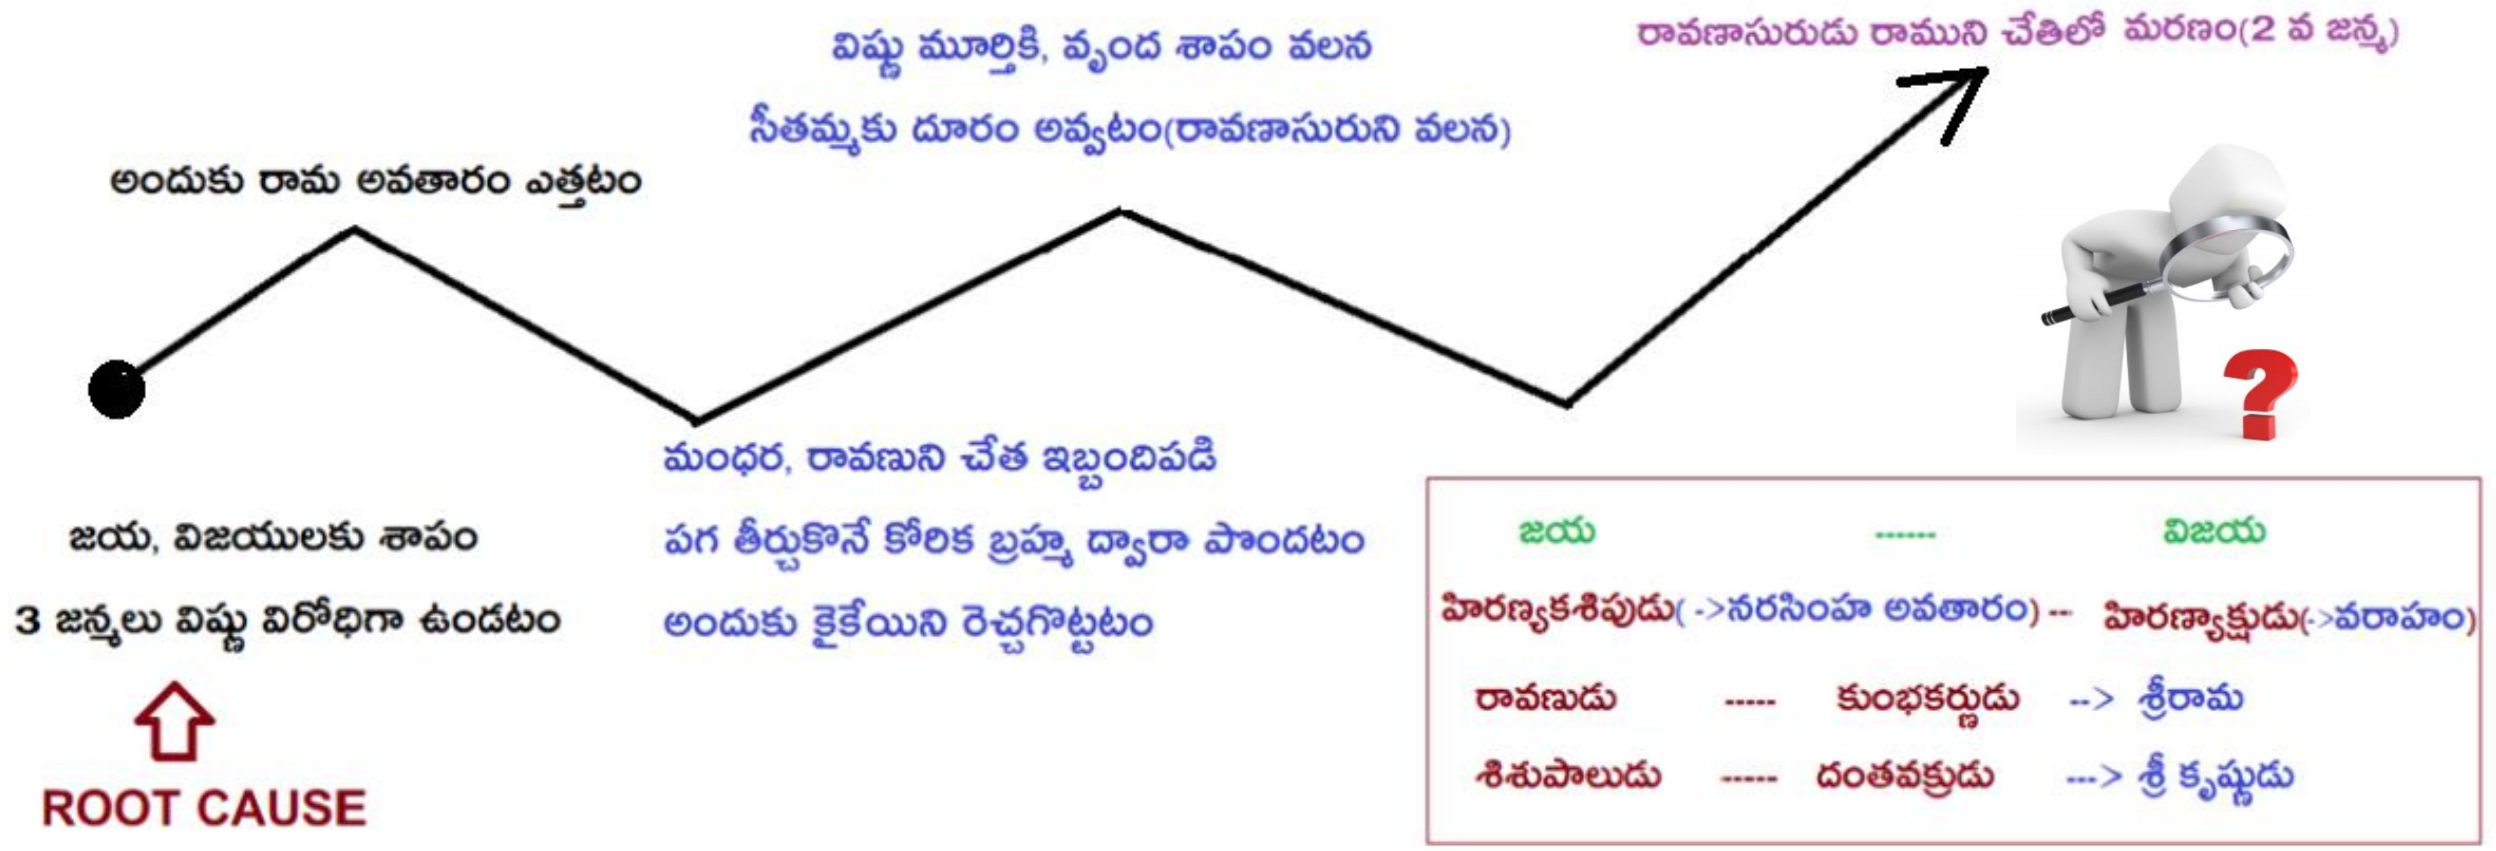 విష్ణు మూర్తికి, వృంద శాపం వలన
సీతమ్మకు దూరం అవ్వటం(రావణాసురుని వలన)
రావణాసురుడు రాముని చేతిలో మరణం(2 వ జన్మ)
అందుకు రామ అవతారం ఎత్తటం
మంధర, రావణుని చేత ఇబ్బందిపడి
పగ తీర్చుకొనే కోరిక బ్రహ్మ ద్వారా పొందటం
అందుకు కైకేయిని రెచ్చగొట్టటం
జయ, విజయులకు శాపం
3 జన్మలు విష్ణు విరోధిగా ఉండటం
ROOT CAUSE
?
జయ ------ విజయ
హిరణ్యకశిపుడు( ->నరసింహ అవతారం) -- హిరణ్యాక్షుడు(->వరాహం)
రావణుడు ----- కుంభకర్ణుడు --> శ్రీరామ
శిశుపాలుడు ----- దంతవక్రుడు ---> శ్రీ కృష్ణుడు